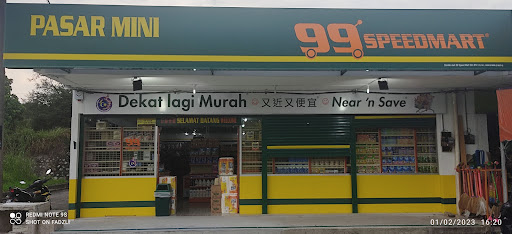 PASAR MINI
99 SPEEDMART
Dekat lagi Murah 又近又便宜 Near 'n Save
SELAMAT DATANG
REDMI NOTE 9S
SHOT ON FADZLI
01/02/2023 16:20